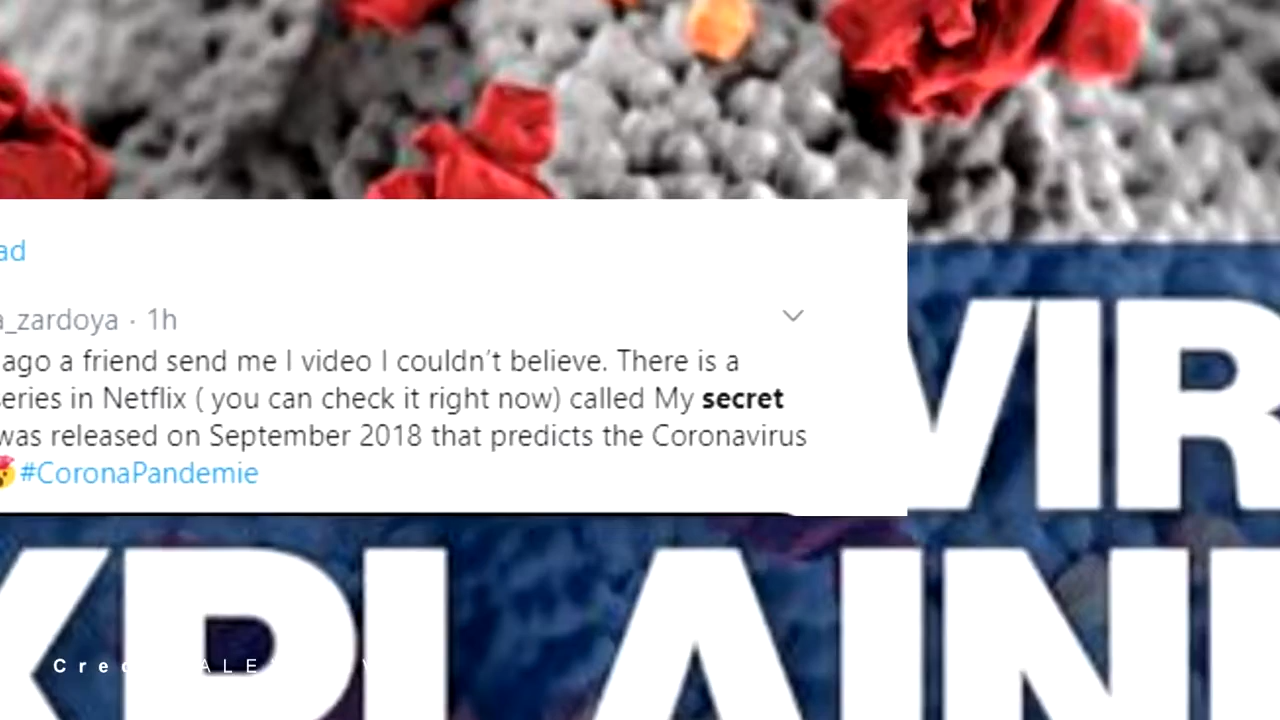 ad
a_zardoya · 1h
ago a friend send me I video I couldn't believe. There is a
eries in Netflix ( you can check it right now) called My secret
was released on September 2018 that predicts the Coronavirus
#CoronaPandemie
VIR
XPLAIN
Cre ALE